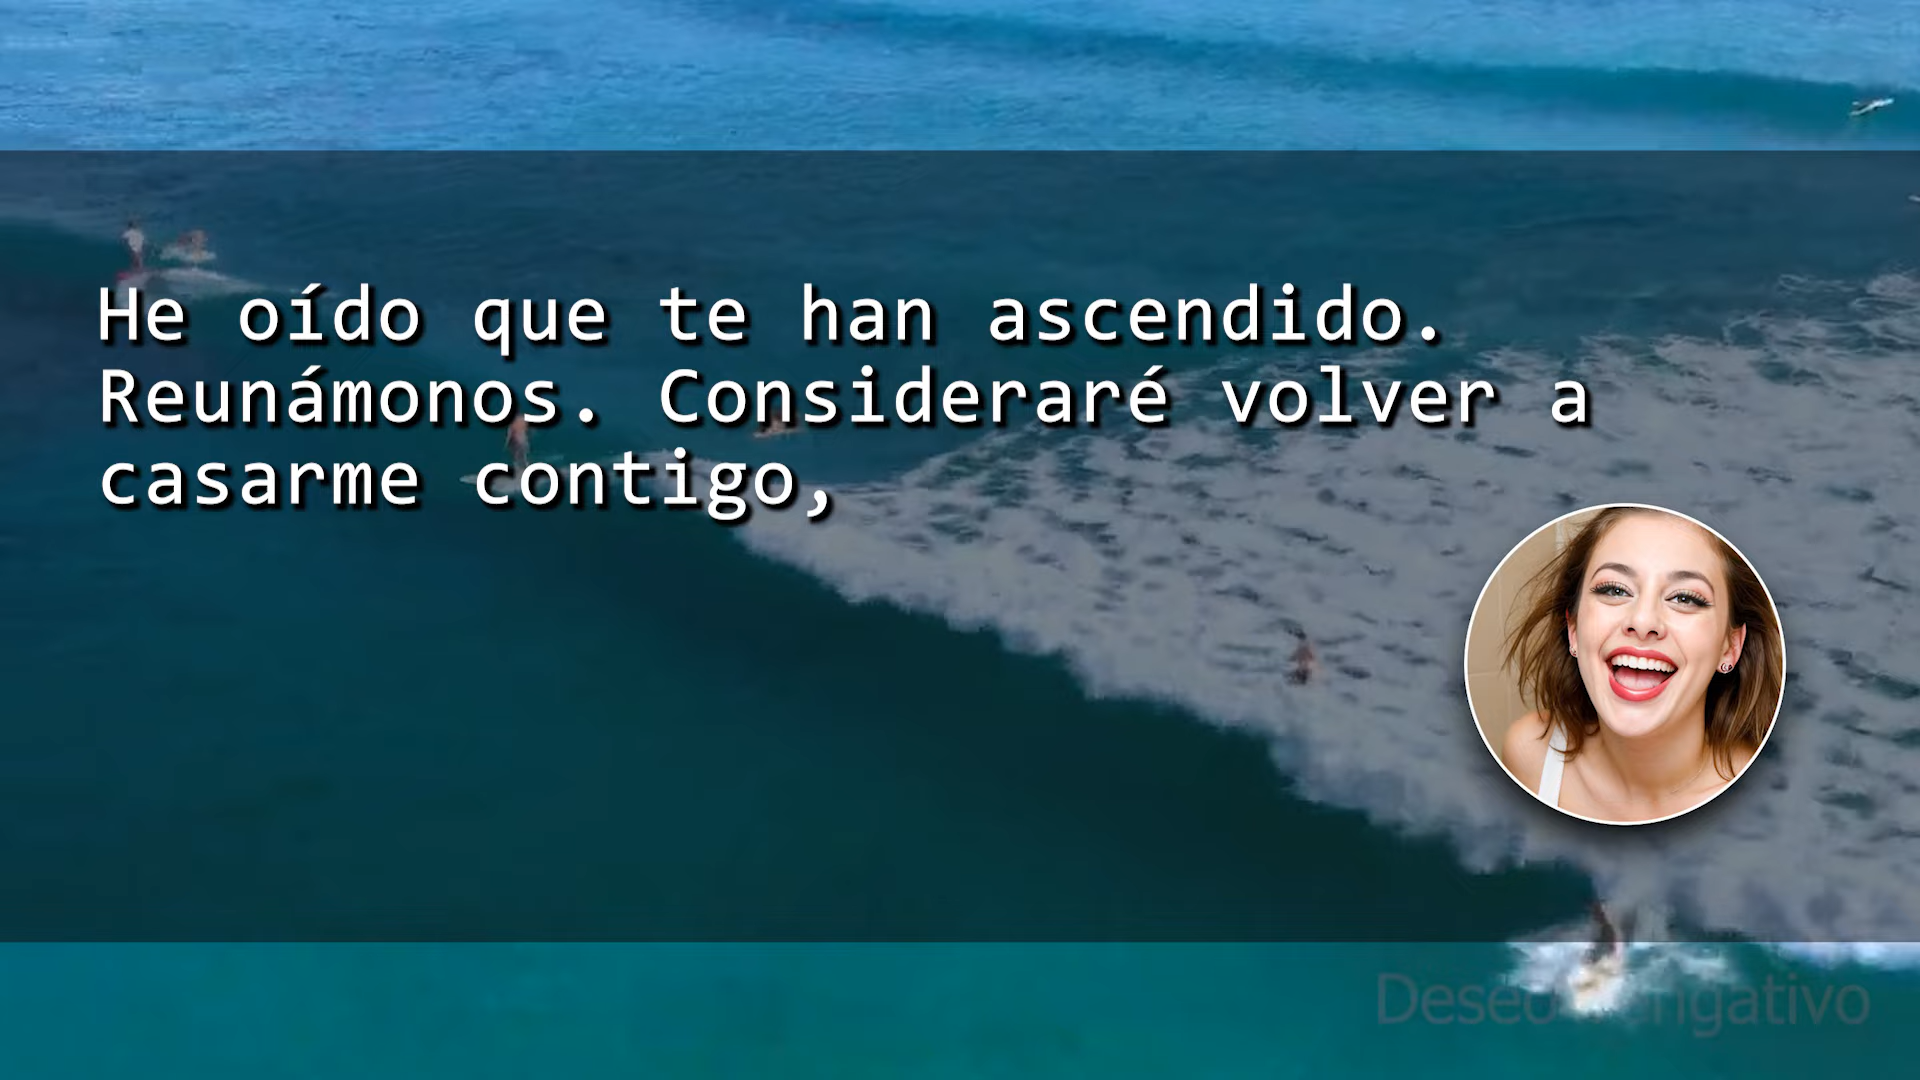 He oído que te han ascendido.
Reunámonos. Consideraré volver a
casarme contigo,